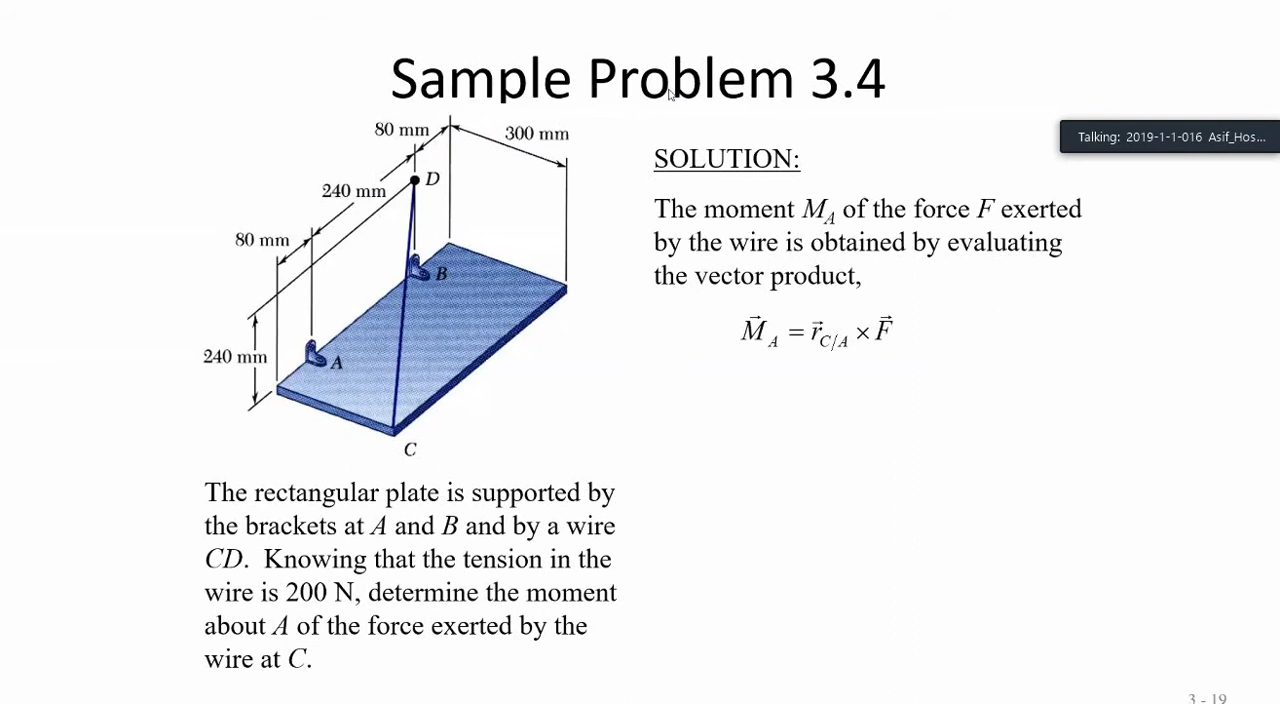 Sample Problem 3.4
Talking: 2019-1-1-016 Asif_Hos...
80 mm
300 mm
D
240 mm
80 mm
B
A
240 mm
C
The rectangular plate is supported by
the brackets at A and B and by a wire
CD. Knowing that the tension in the
wire is 200 N, determine the moment
about A of the force exerted by the
wire at C.
SOLUTION:
The moment M_A of the force F exerted
by the wire is obtained by evaluating
the vector product,
M⃗_A = r⃗_C/A × F⃗
3 - 19